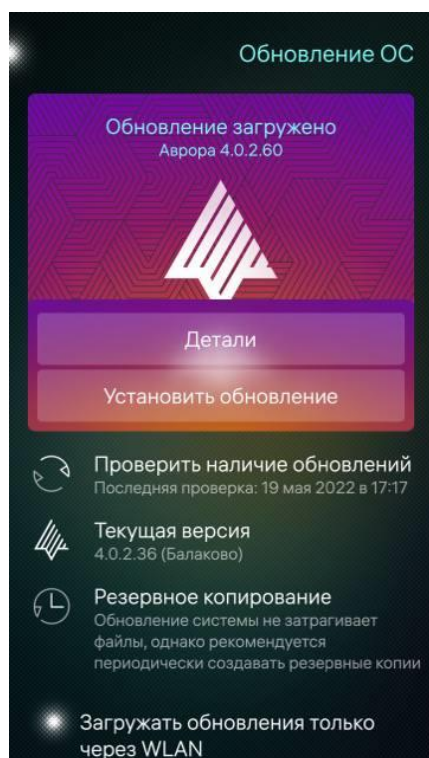 Обновление ОС
Обновление загружено
Аврора 4.0.2.60
Детали
Установить обновление
Проверить наличие обновлений
Последняя проверка: 19 мая 2022 в 17:17
Текущая версия
4.0.2.36 (Балаково)
Резервное копирование
Обновление системы не затрагивает
файлы, однако рекомендуется
периодически создавать резервные копии
Загружать обновления только
через WLAN